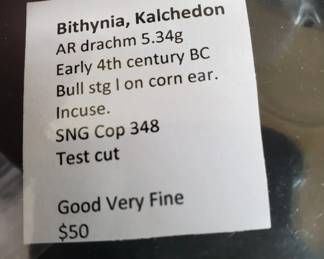 Bithynia, Kalchedon
AR drachm 5.34g
Early 4th century BC
Bull stg l on corn ear.
Incuse.
SNG Cop 348
Test cut
Good Very Fine
$50